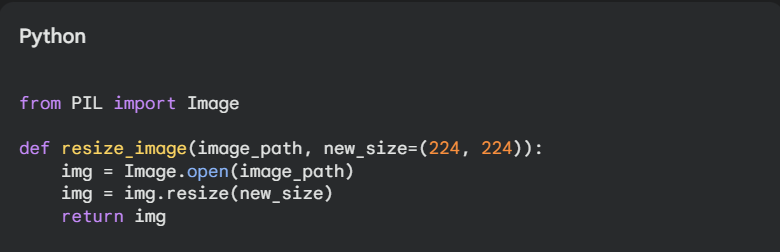 Python
from PIL import Image
def resize_image(image_path, new_size=(224, 224)):
    img = Image.open(image_path)
    img = img.resize(new_size)
    return img